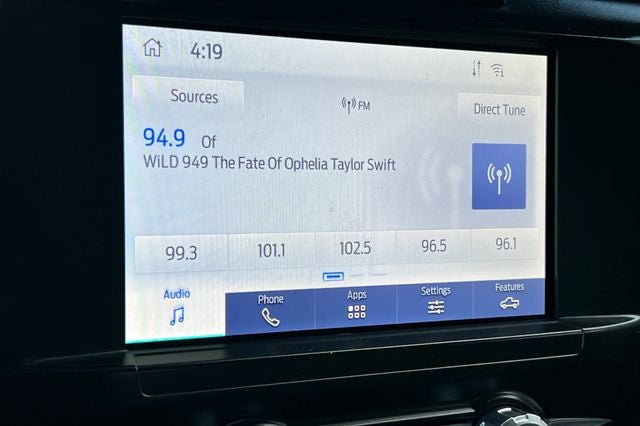 4:19
Sources
FM
Direct Tune
94.9 Of
WiLD 949 The Fate Of Ophelia Taylor Swift
99.3 101.1 102.5 96.5 96.1
Audio Phone Apps Settings Features